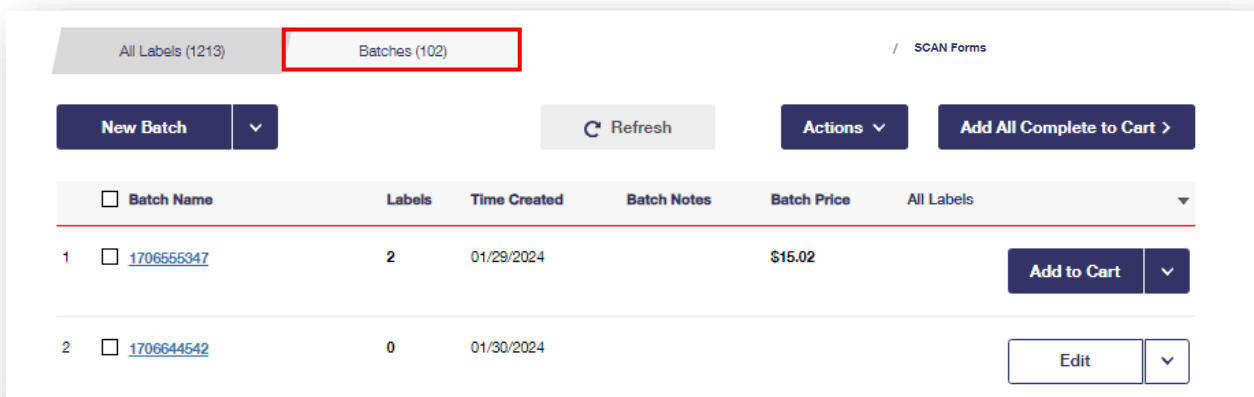 All Labels (1213) Batches (102) / SCAN Forms
New Batch Refresh Actions Add All Complete to Cart >
Batch Name Labels Time Created Batch Notes Batch Price All Labels
1 1706555347 2 01/29/2024 $15.02 Add to Cart
2 1706644542 0 01/30/2024 Edit